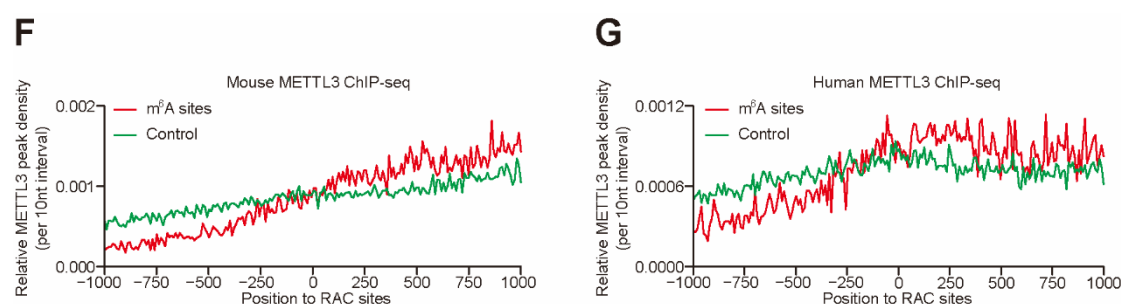 F
Mouse METTL3 ChIP-seq
Relative METTL3 peak density
(per 10nt interval)
0.002
0.001
0.000
m⁶A sites
Control
−1000 −750 −500 −250 0 250 500 750 1000
Position to RAC sites
G
Human METTL3 ChIP-seq
Relative METTL3 peak density
(per 10nt interval)
0.0012
0.0006
0.0000
m⁶A sites
Control
−1000 −750 −500 −250 0 250 500 750 1000
Position to RAC sites